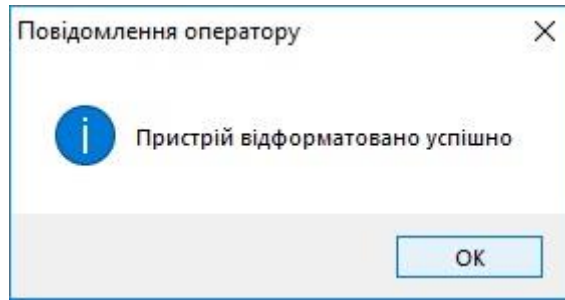 Повідомлення оператору
Пристрій відформатовано успішно
OK